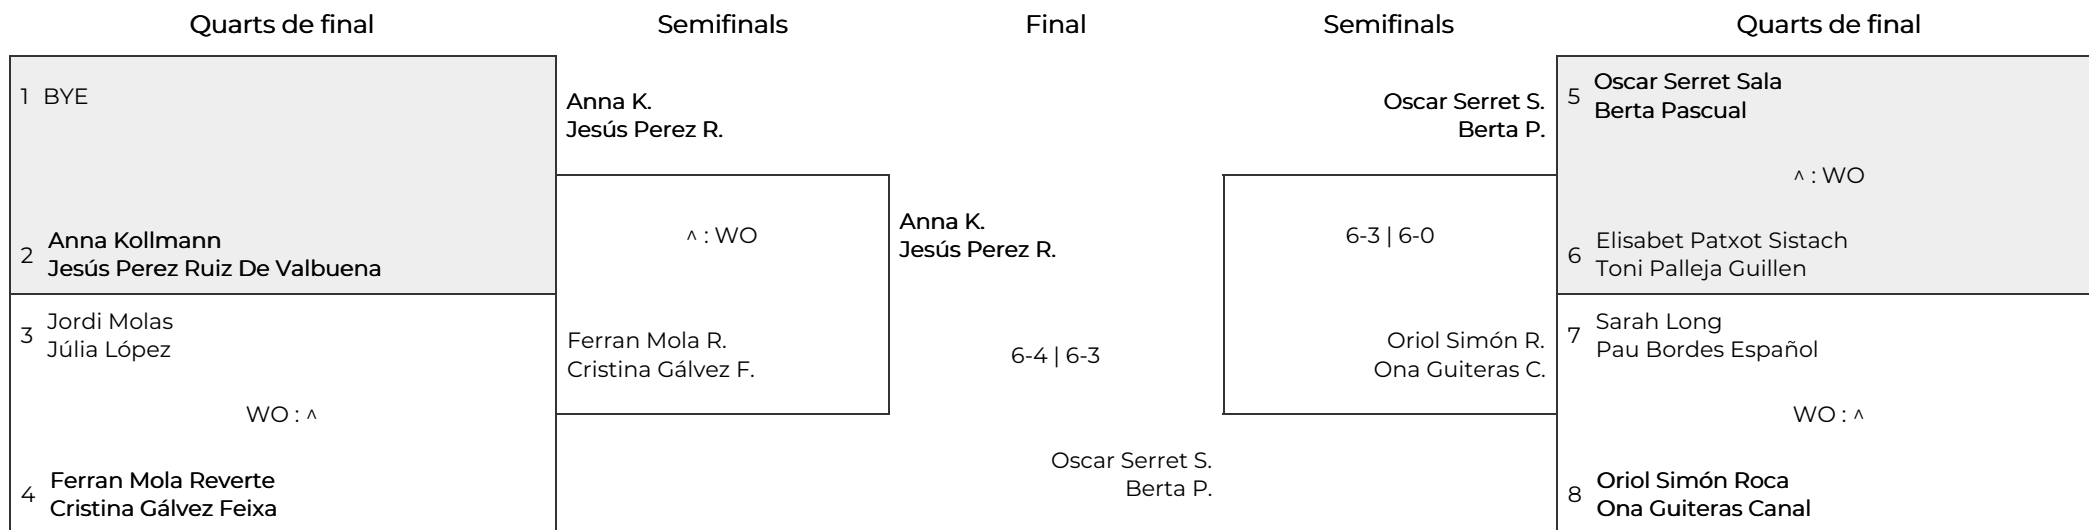 Quarts de final
Semifinals
Final
Semifinals
Quarts de final
1 BYE
2 Anna Kollmann
Jesús Perez Ruiz De Valbuena
3 Jordi Molas
Júlia López
WO : ^
4 Ferran Mola Reverte
Cristina Gálvez Feixa
Anna K.
Jesús Perez R.
^ : WO
Ferran Mola R.
Cristina Gálvez F.
Anna K.
Jesús Perez R.
6-4 | 6-3
Oscar Serret S.
Berta P.
Oscar Serret S.
Berta P.
6-3 | 6-0
Oriol Simón R.
Ona Guiteras C.
5 Oscar Serret Sala
Berta Pascual
^ : WO
6 Elisabet Patxot Sistach
Toni Palleja Guillen
7 Sarah Long
Pau Bordes Español
WO : ^
8 Oriol Simón Roca
Ona Guiteras Canal